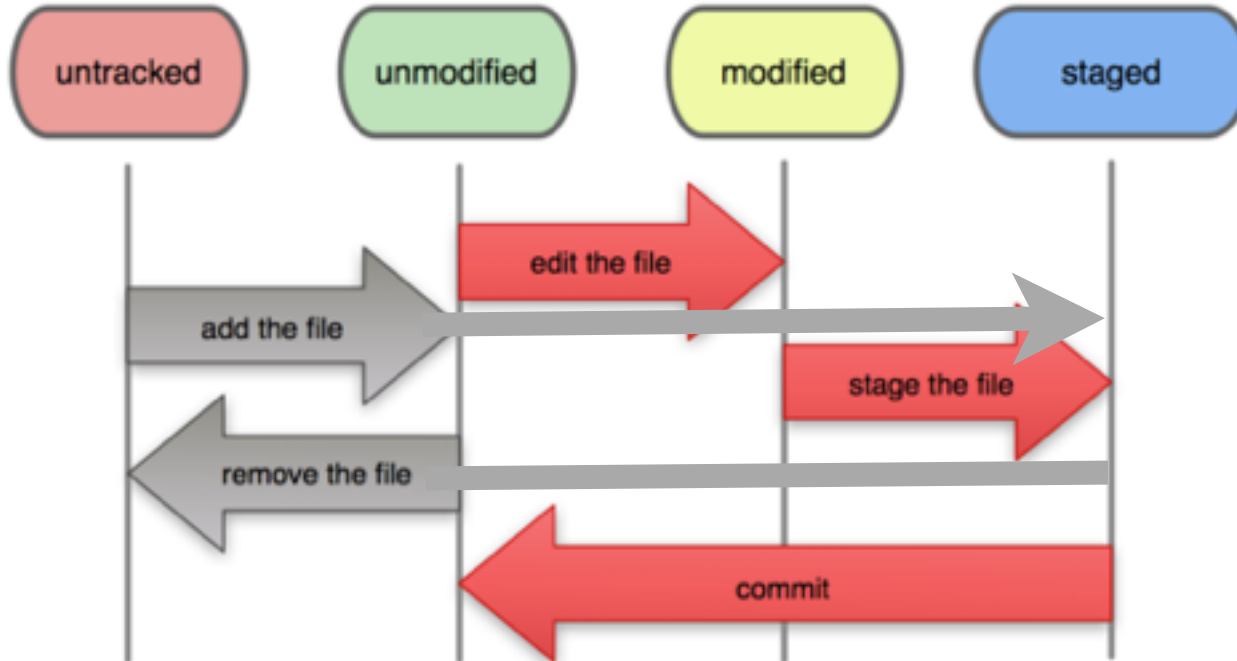 untracked
unmodified
modified
staged
edit the file
add the file
stage the file
remove the file
commit